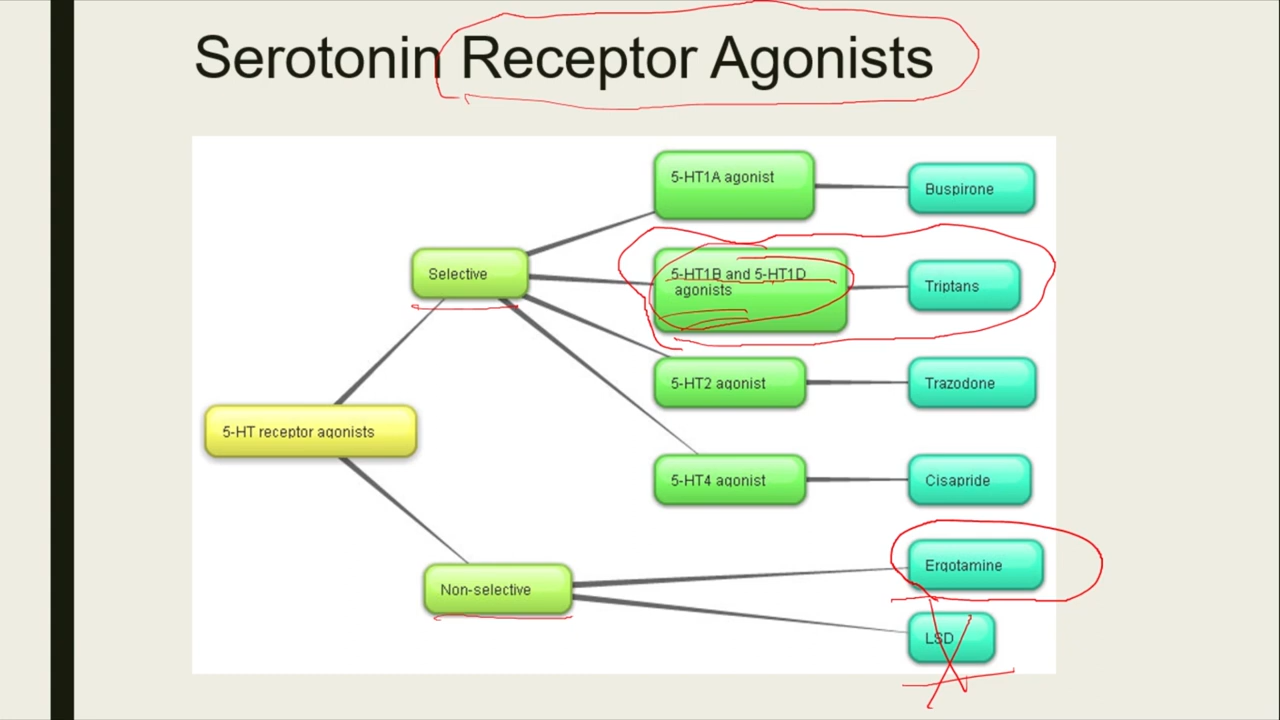 Serotonin Receptor Agonists
5-HT1A agonist
Buspirone
Selective
5-HT1B and 5-HT1D
agonists
Triptans
5-HT2 agonist
Trazodone
5-HT receptor agonists
5-HT4 agonist
Cisapride
Non-selective
Ergotamine
LSD